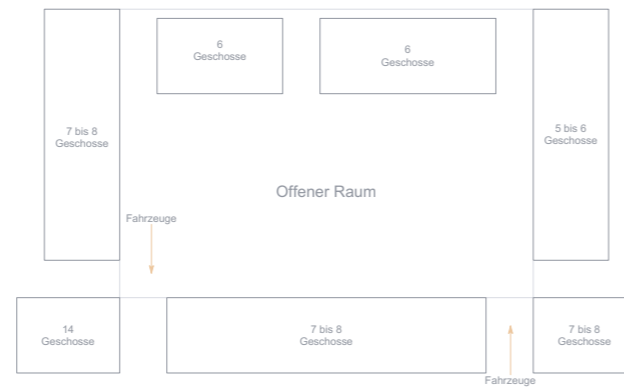 6
Geschosse
6
Geschosse
7 bis 8
Geschosse
5 bis 6
Geschosse
Offener Raum
Fahrzeuge
14
Geschosse
7 bis 8
Geschosse
7 bis 8
Geschosse
Fahrzeuge